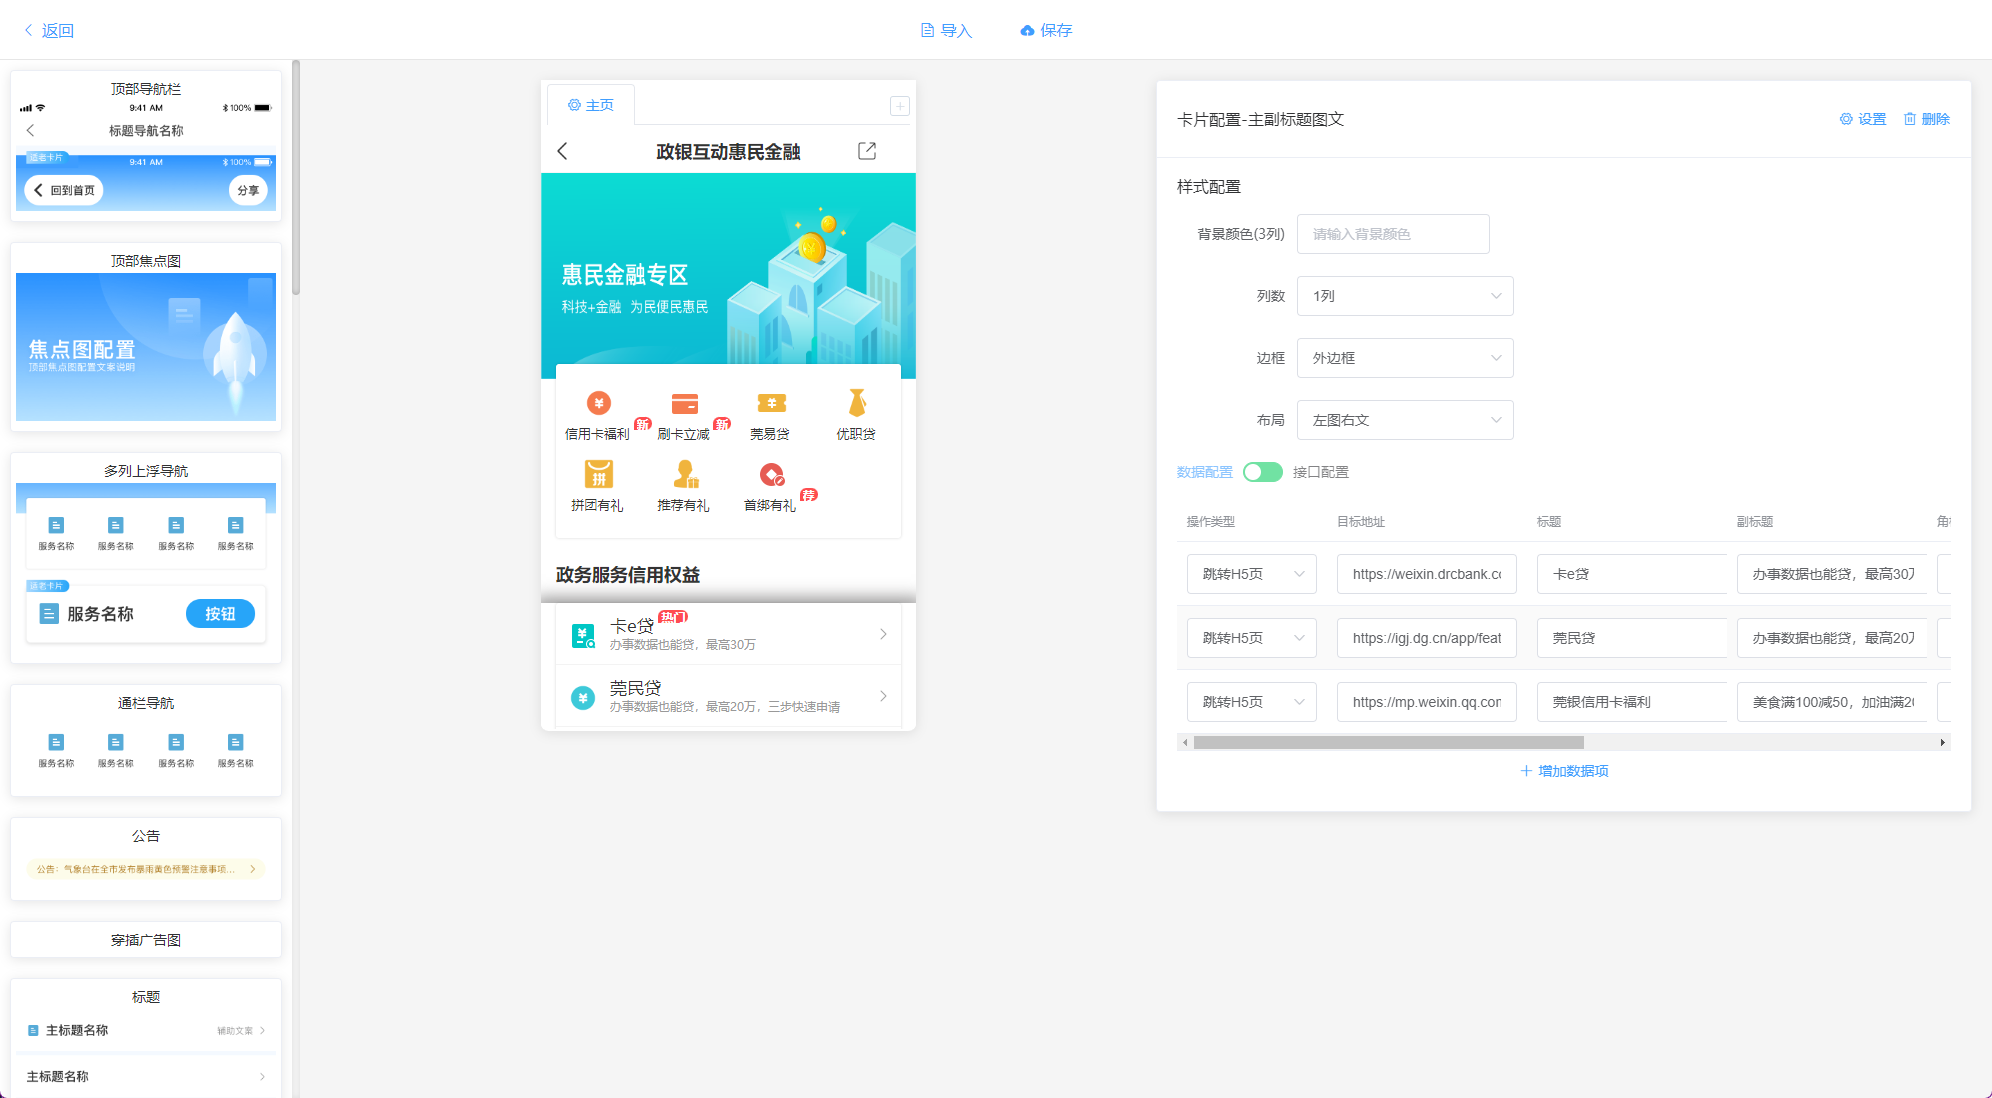 返回
导入
保存
顶部导航栏
9:41 AM
100%
标题导航名称
适老卡片
9:41 AM
100%
回到首页
分享
顶部焦点图
焦点图配置
顶部焦点图配置文案说明
多列上浮导航
服务名称
服务名称
服务名称
服务名称
适老卡片
服务名称
按钮
通栏导航
服务名称
服务名称
服务名称
服务名称
公告
公告：气象台在全市发布暴雨黄色预警注意事项...
穿插广告图
标题
主标题名称
辅助文案
主标题名称
主页
政银互动惠民金融
惠民金融专区
科技+金融 为民便民惠民
信用卡福利
新
刷卡立减
新
莞易贷
优职贷
拼
拼团有礼
推荐有礼
首绑有礼
荐
政务服务信用权益
卡e贷
热门
办事数据也能贷，最高30万
莞民贷
办事数据也能贷，最高20万，三步快速申请
卡片配置-主副标题图文
设置
删除
样式配置
背景颜色(3列)
请输入背景颜色
列数
1列
边框
外边框
布局
左图右文
数据配置
接口配置
操作类型
目标地址
标题
副标题
跳转H5页
https://weixin.drcbank.co
卡e贷
办事数据也能贷，最高30万
跳转H5页
https://igj.dg.cn/app/feat
莞民贷
办事数据也能贷，最高20万
跳转H5页
https://mp.weixin.qq.con
莞银信用卡福利
美食满100减50，加油满20
增加数据项